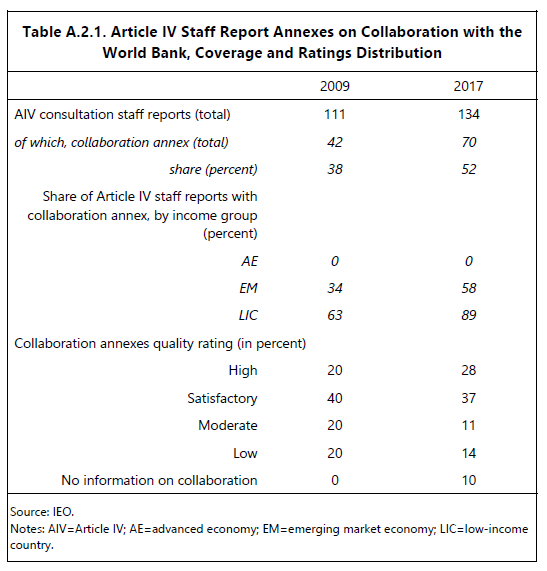 Table A.2.1. Article IV Staff Report Annexes on Collaboration with the
World Bank, Coverage and Ratings Distribution
2009 2017
AIV consultation staff reports (total) 111 134
of which, collaboration annex (total) 42 70
share (percent) 38 52
Share of Article IV staff reports with
collaboration annex, by income group
(percent)
AE 0 0
EM 34 58
LIC 63 89
Collaboration annexes quality rating (in percent)
High 20 28
Satisfactory 40 37
Moderate 20 11
Low 20 14
No information on collaboration 0 10
Source: IEO.
Notes: AIV=Article IV; AE=advanced economy; EM=emerging market economy; LIC=low-income
country.